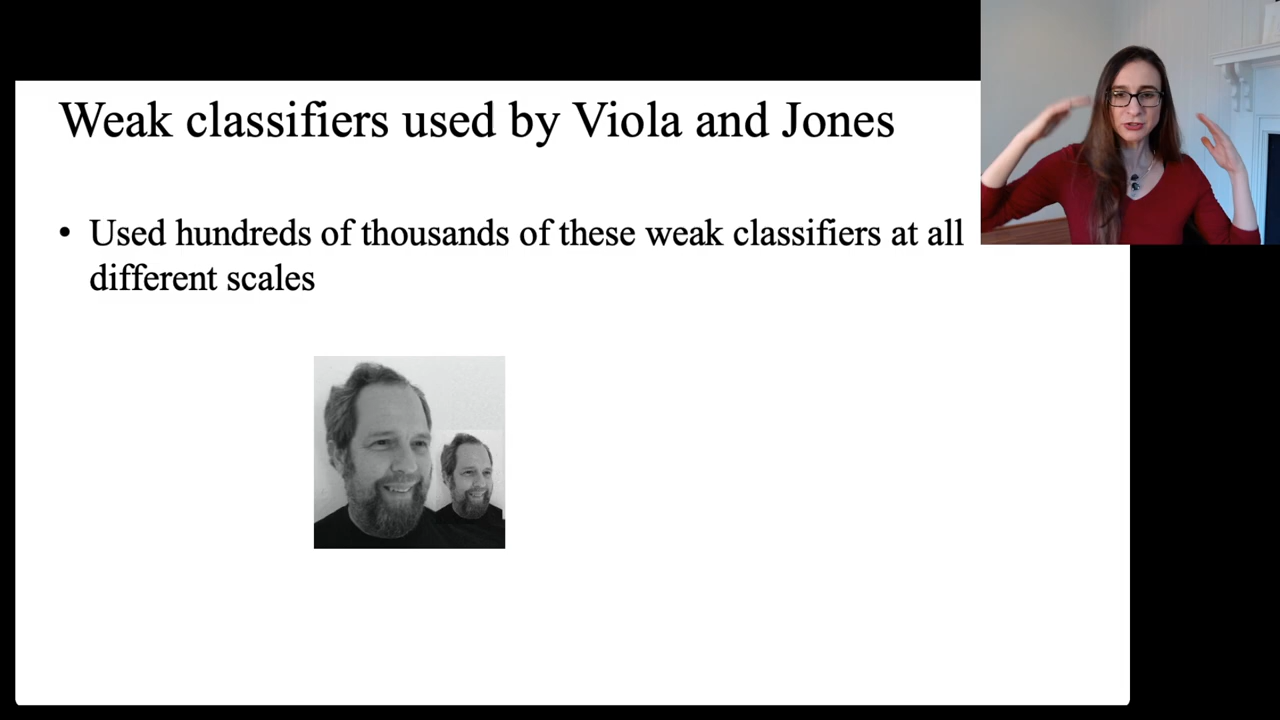 Weak classifiers used by Viola and Jones
• Used hundreds of thousands of these weak classifiers at all
different scales